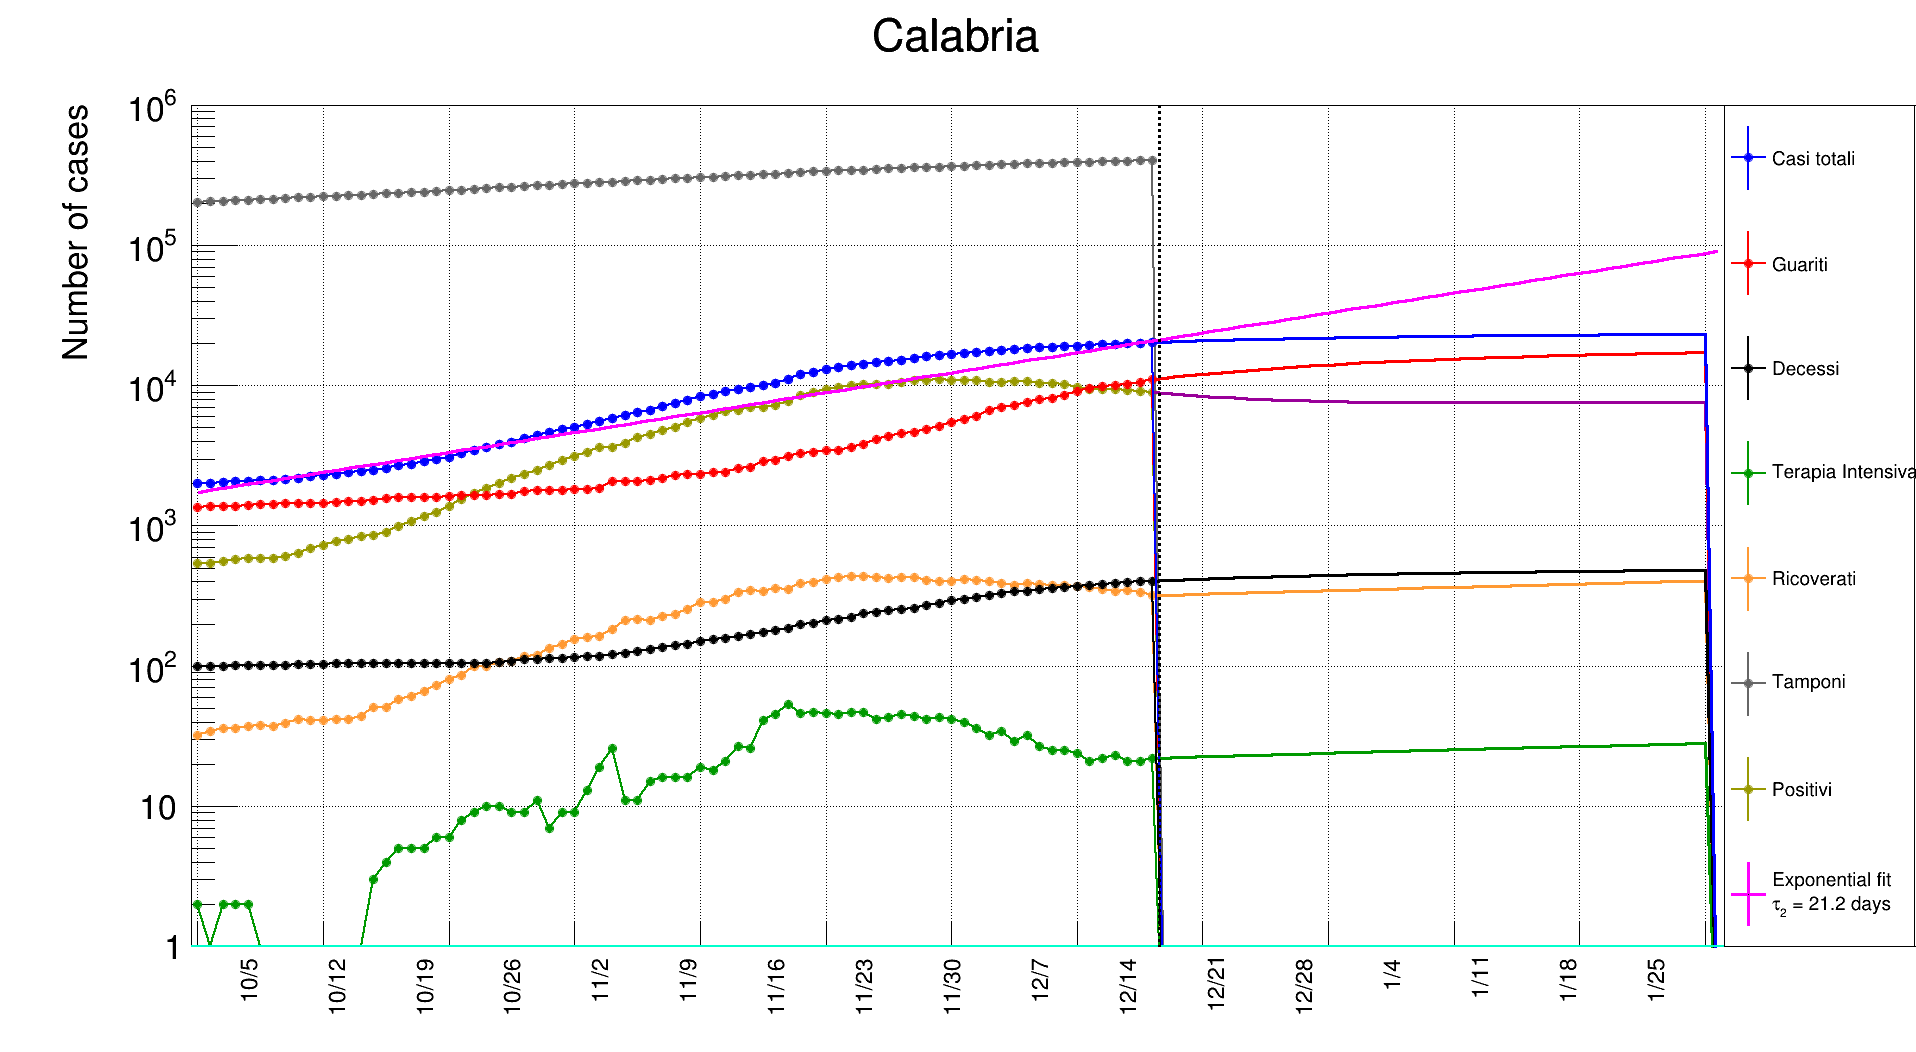 Calabria
Number of cases
10^6
10^5
10^4
10^3
10^2
10
1
10/5
10/12
10/19
10/26
11/2
11/9
11/16
11/23
11/30
12/7
12/14
12/21
12/28
1/4
1/11
1/18
1/25
Casi totali
Guariti
Decessi
Terapia Intensiva
Ricoverati
Tamponi
Positivi
Exponential fit
τ_2 = 21.2 days